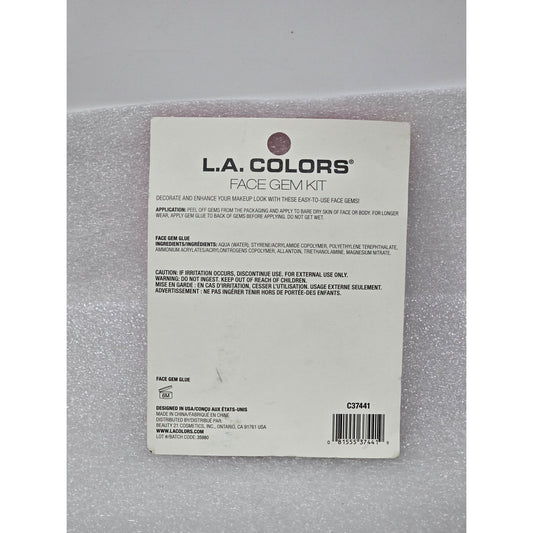 L.A. COLORS®
FACE GEM KIT
DECORATE AND ENHANCE YOUR MAKEUP LOOK WITH THESE EASY-TO-USE FACE GEMS!
APPLICATION: PEEL OFF GEMS FROM THE PACKAGING AND APPLY TO BARE DRY SKIN OF FACE OR BODY. FOR LONGER
WEAR, APPLY GEM GLUE TO BACK OF GEMS BEFORE APPLYING. DO NOT GET WET.
FACE GEM GLUE
INGREDIENTS/INGRÉDIENTS: AQUA (WATER), STYRENE/ACRYLAMIDE COPOLYMER, POLYETHYLENE TEREPHTHALATE,
AMMONIUM ACRYLATES/ACRYLONITROGENS COPOLYMER, ALLANTOIN, TRIETHANOLAMINE, MAGNESIUM NITRATE.
CAUTION: IF IRRITATION OCCURS, DISCONTINUE USE. FOR EXTERNAL USE ONLY.
WARNING: DO NOT INGEST. KEEP OUT OF REACH OF CHILDREN.
MISE EN GARDE : EN CAS D'IRRITATION, CESSER L'UTILISATION. USAGE EXTERNE SEULEMENT.
ADVERTISSEMENT : NE PAS INGÉRER TENIR HORS DE PORTÉE-DES ENFANTS.
FACE GEM GLUE
6M
DESIGNED IN USA/CONÇU AUX ÉTATS-UNIS
MADE IN CHINA/FABRIQUÉ EN CHINE
DISTRIBUTED BY/DISTRIBUÉ PAR:
BEAUTY 21 COSMETICS, INC., ONTARIO, CA 91761 USA
WWW.LACOLORS.COM
LOT #/BATCH CODE: 35980
C37441
0 81555 37441 9